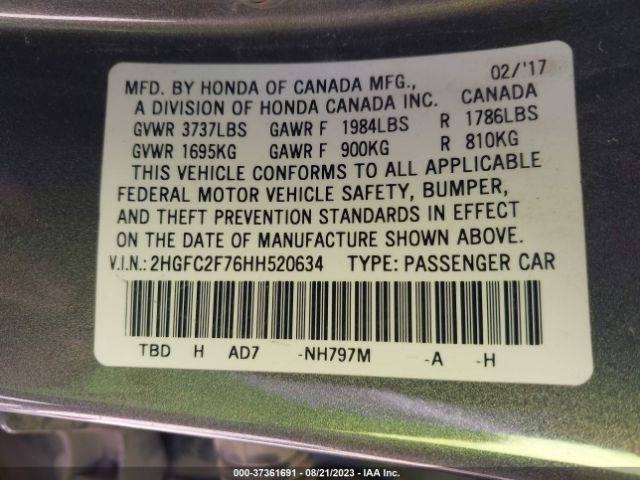 MFD. BY HONDA OF CANADA MFG., 02/'17
A DIVISION OF HONDA CANADA INC. CANADA
GVWR 3737LBS GAWR F 1984LBS R 1786LBS
GVWR 1695KG GAWR F 900KG R 810KG
THIS VEHICLE CONFORMS TO ALL APPLICABLE
FEDERAL MOTOR VEHICLE SAFETY, BUMPER,
AND THEFT PREVENTION STANDARDS IN EFFECT
ON THE DATE OF MANUFACTURE SHOWN ABOVE.
V.I.N.: 2HGFC2F76HH520634 TYPE: PASSENGER CAR
TBD H AD7 -NH797M -A -H
000-37361691 - 08/21/2023 - IAA Inc.